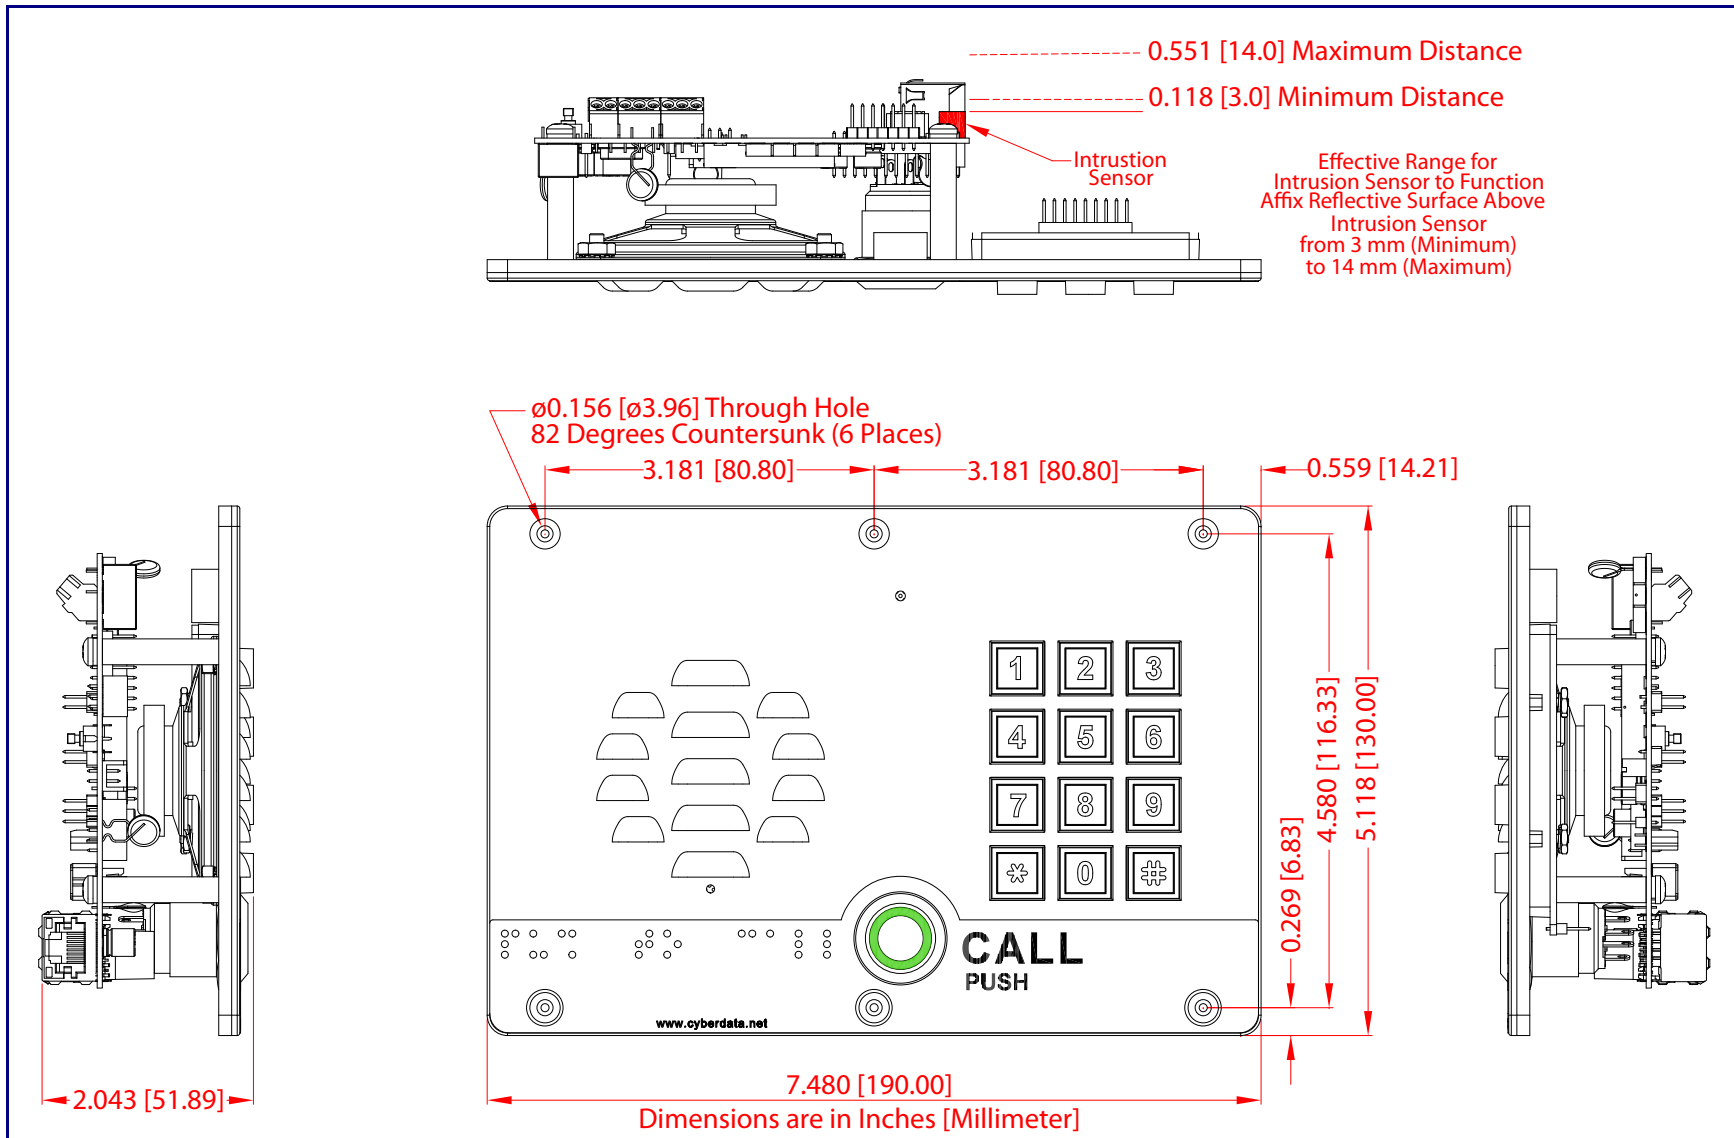 0.551 [14.0] Maximum Distance
0.118 [3.0] Minimum Distance
Intrustion
Sensor
Effective Range for
Intrusion Sensor to Function
Affix Reflective Surface Above
Intrusion Sensor
from 3 mm (Minimum)
to 14 mm (Maximum)
ø0.156 [ø3.96] Through Hole
82 Degrees Countersunk (6 Places)
3.181 [80.80]
3.181 [80.80]
0.559 [14.21]
1 2 3
4 5 6
7 8 9
* 0 #
4.580 [116.33]
5.118 [130.00]
0.269 [6.83]
CALL
PUSH
www.cyberdata.net
2.043 [51.89]
7.480 [190.00]
Dimensions are in Inches [Millimeter]